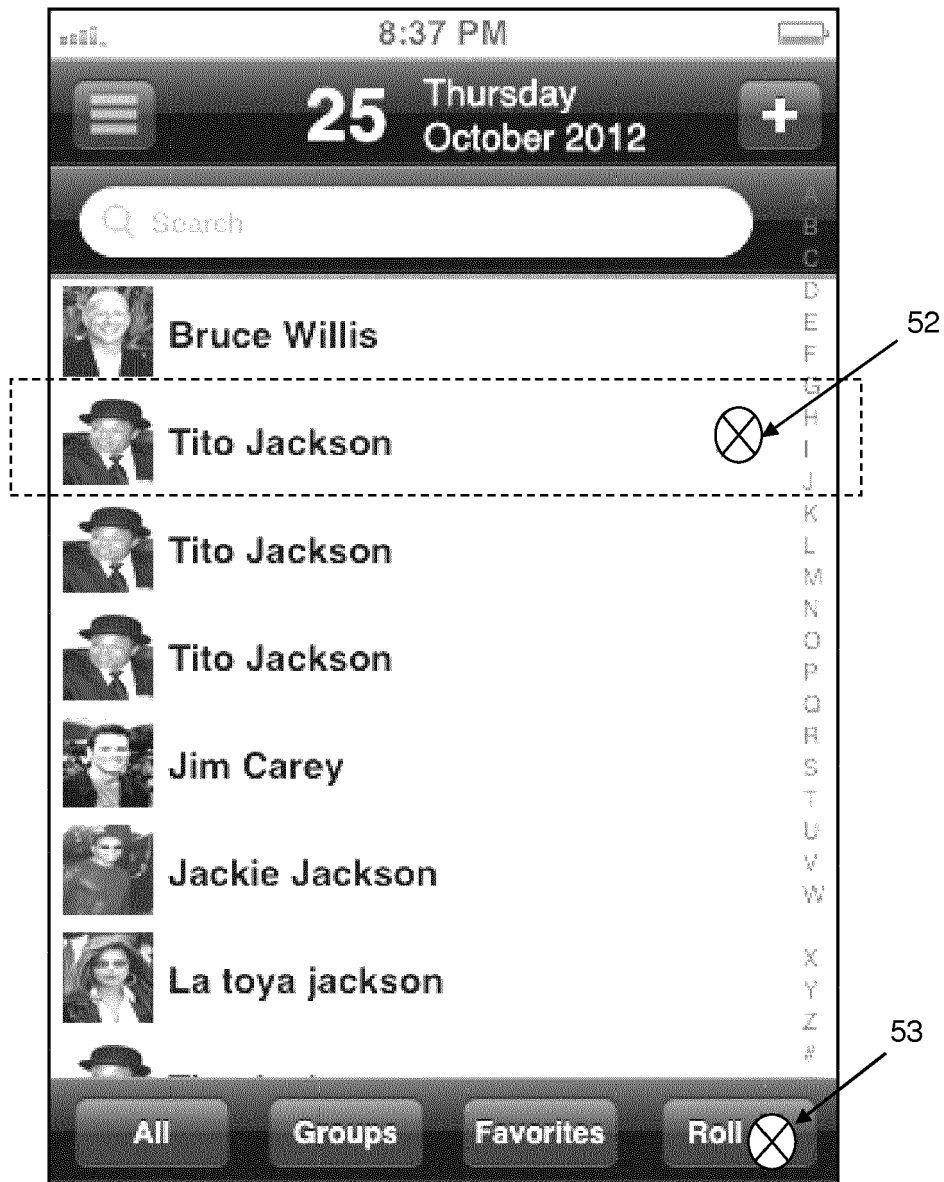 8:37 PM
25 Thursday
October 2012
Search
A
B
C
D
E
F
G
H
I
J
K
L
M
N
O
P
Q
R
S
T
U
V
W
X
Y
Z
#
Bruce Willis
52
Tito Jackson
Tito Jackson
Tito Jackson
Jim Carey
Jackie Jackson
La toya jackson
53
All Groups Favorites Roll